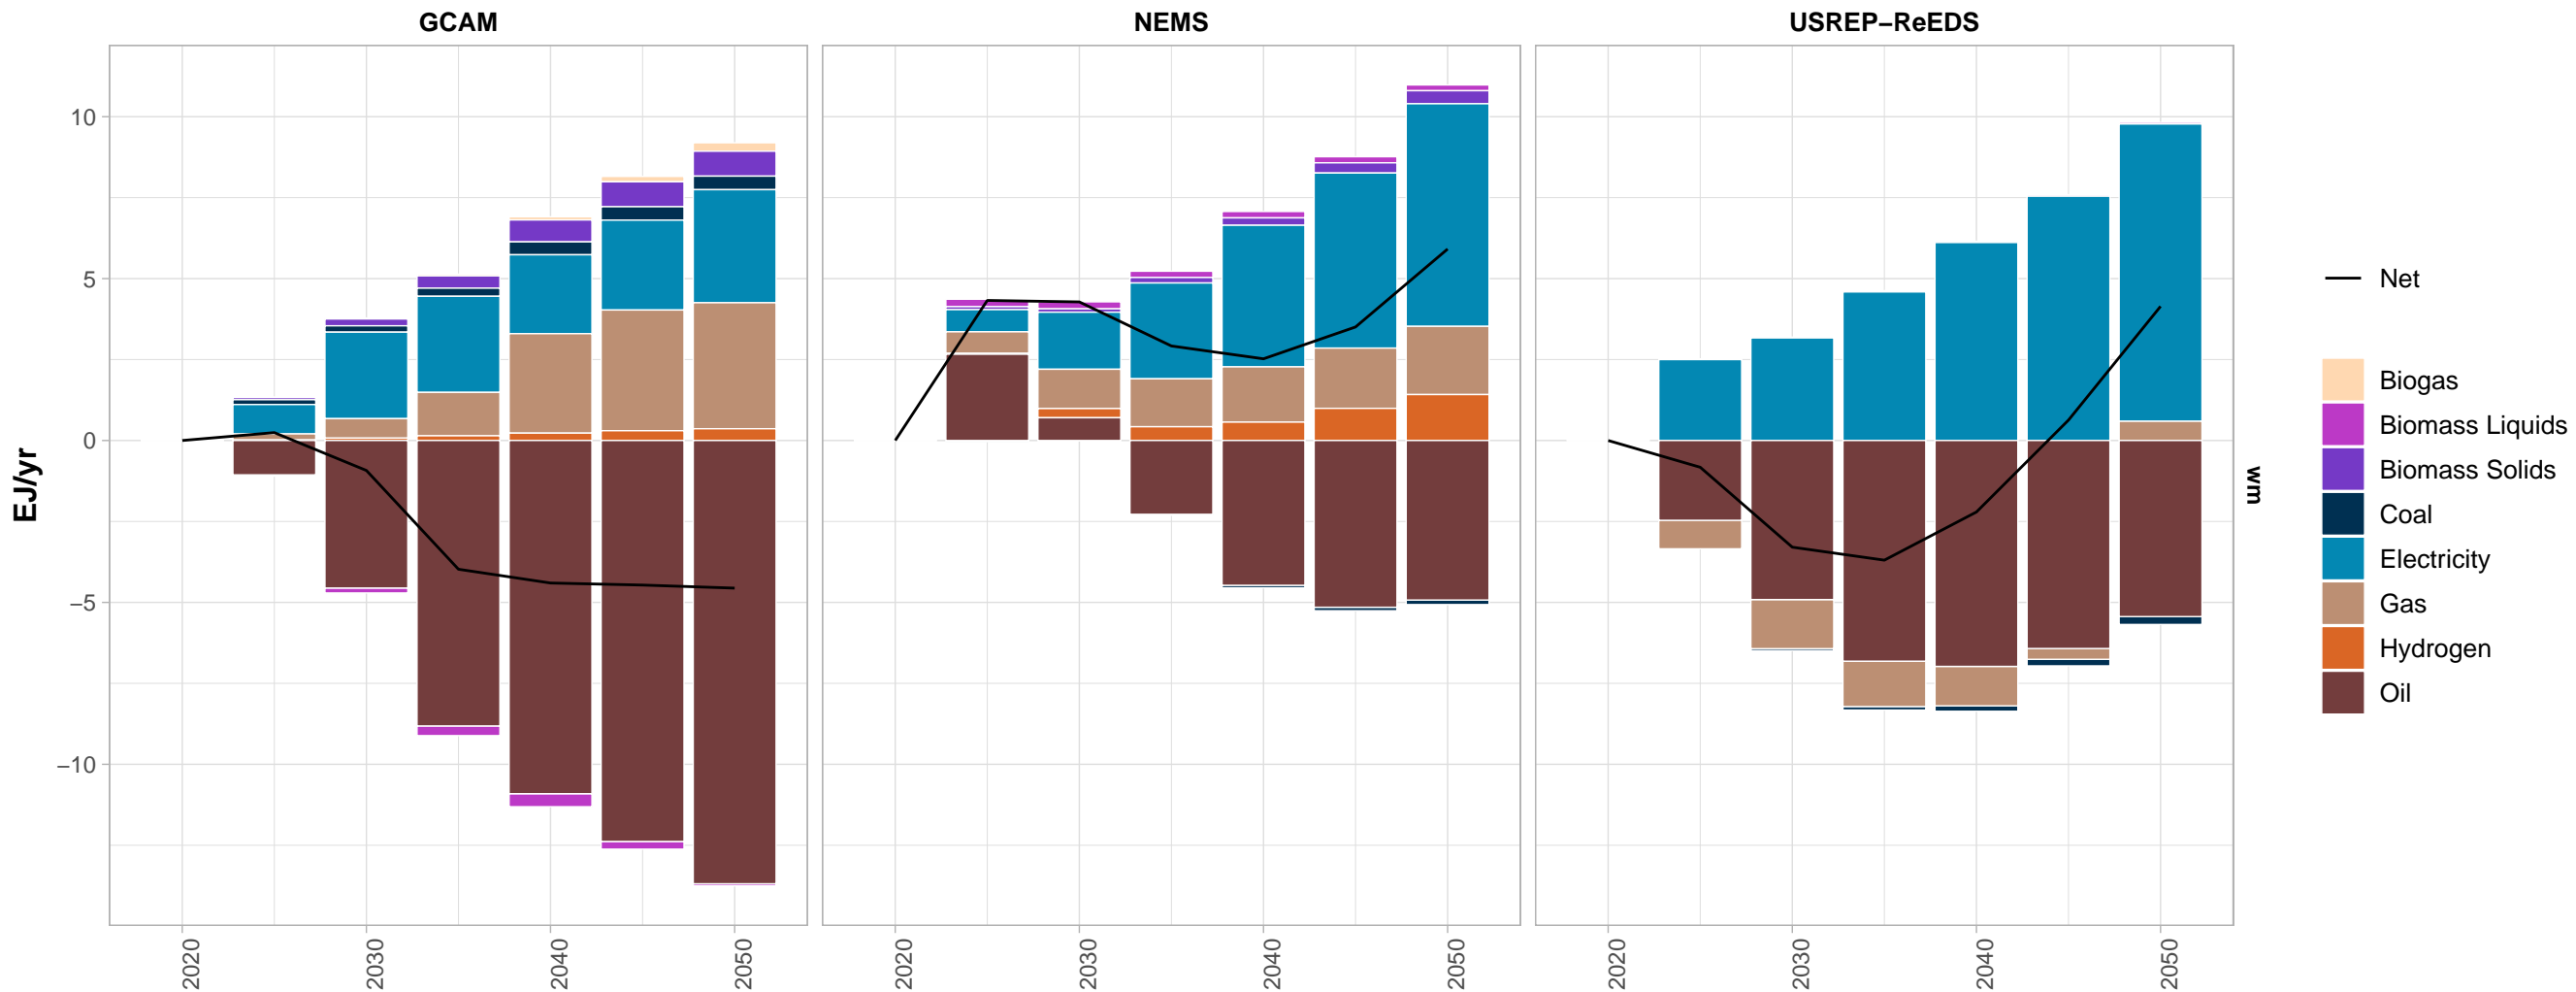 GCAM
NEMS
USREP−ReEDS
EJ/yr
10
5
0
−5
−10
2020
2030
2040
2050
2020
2030
2040
2050
2020
2030
2040
2050
wm
Net
Biogas
Biomass Liquids
Biomass Solids
Coal
Electricity
Gas
Hydrogen
Oil